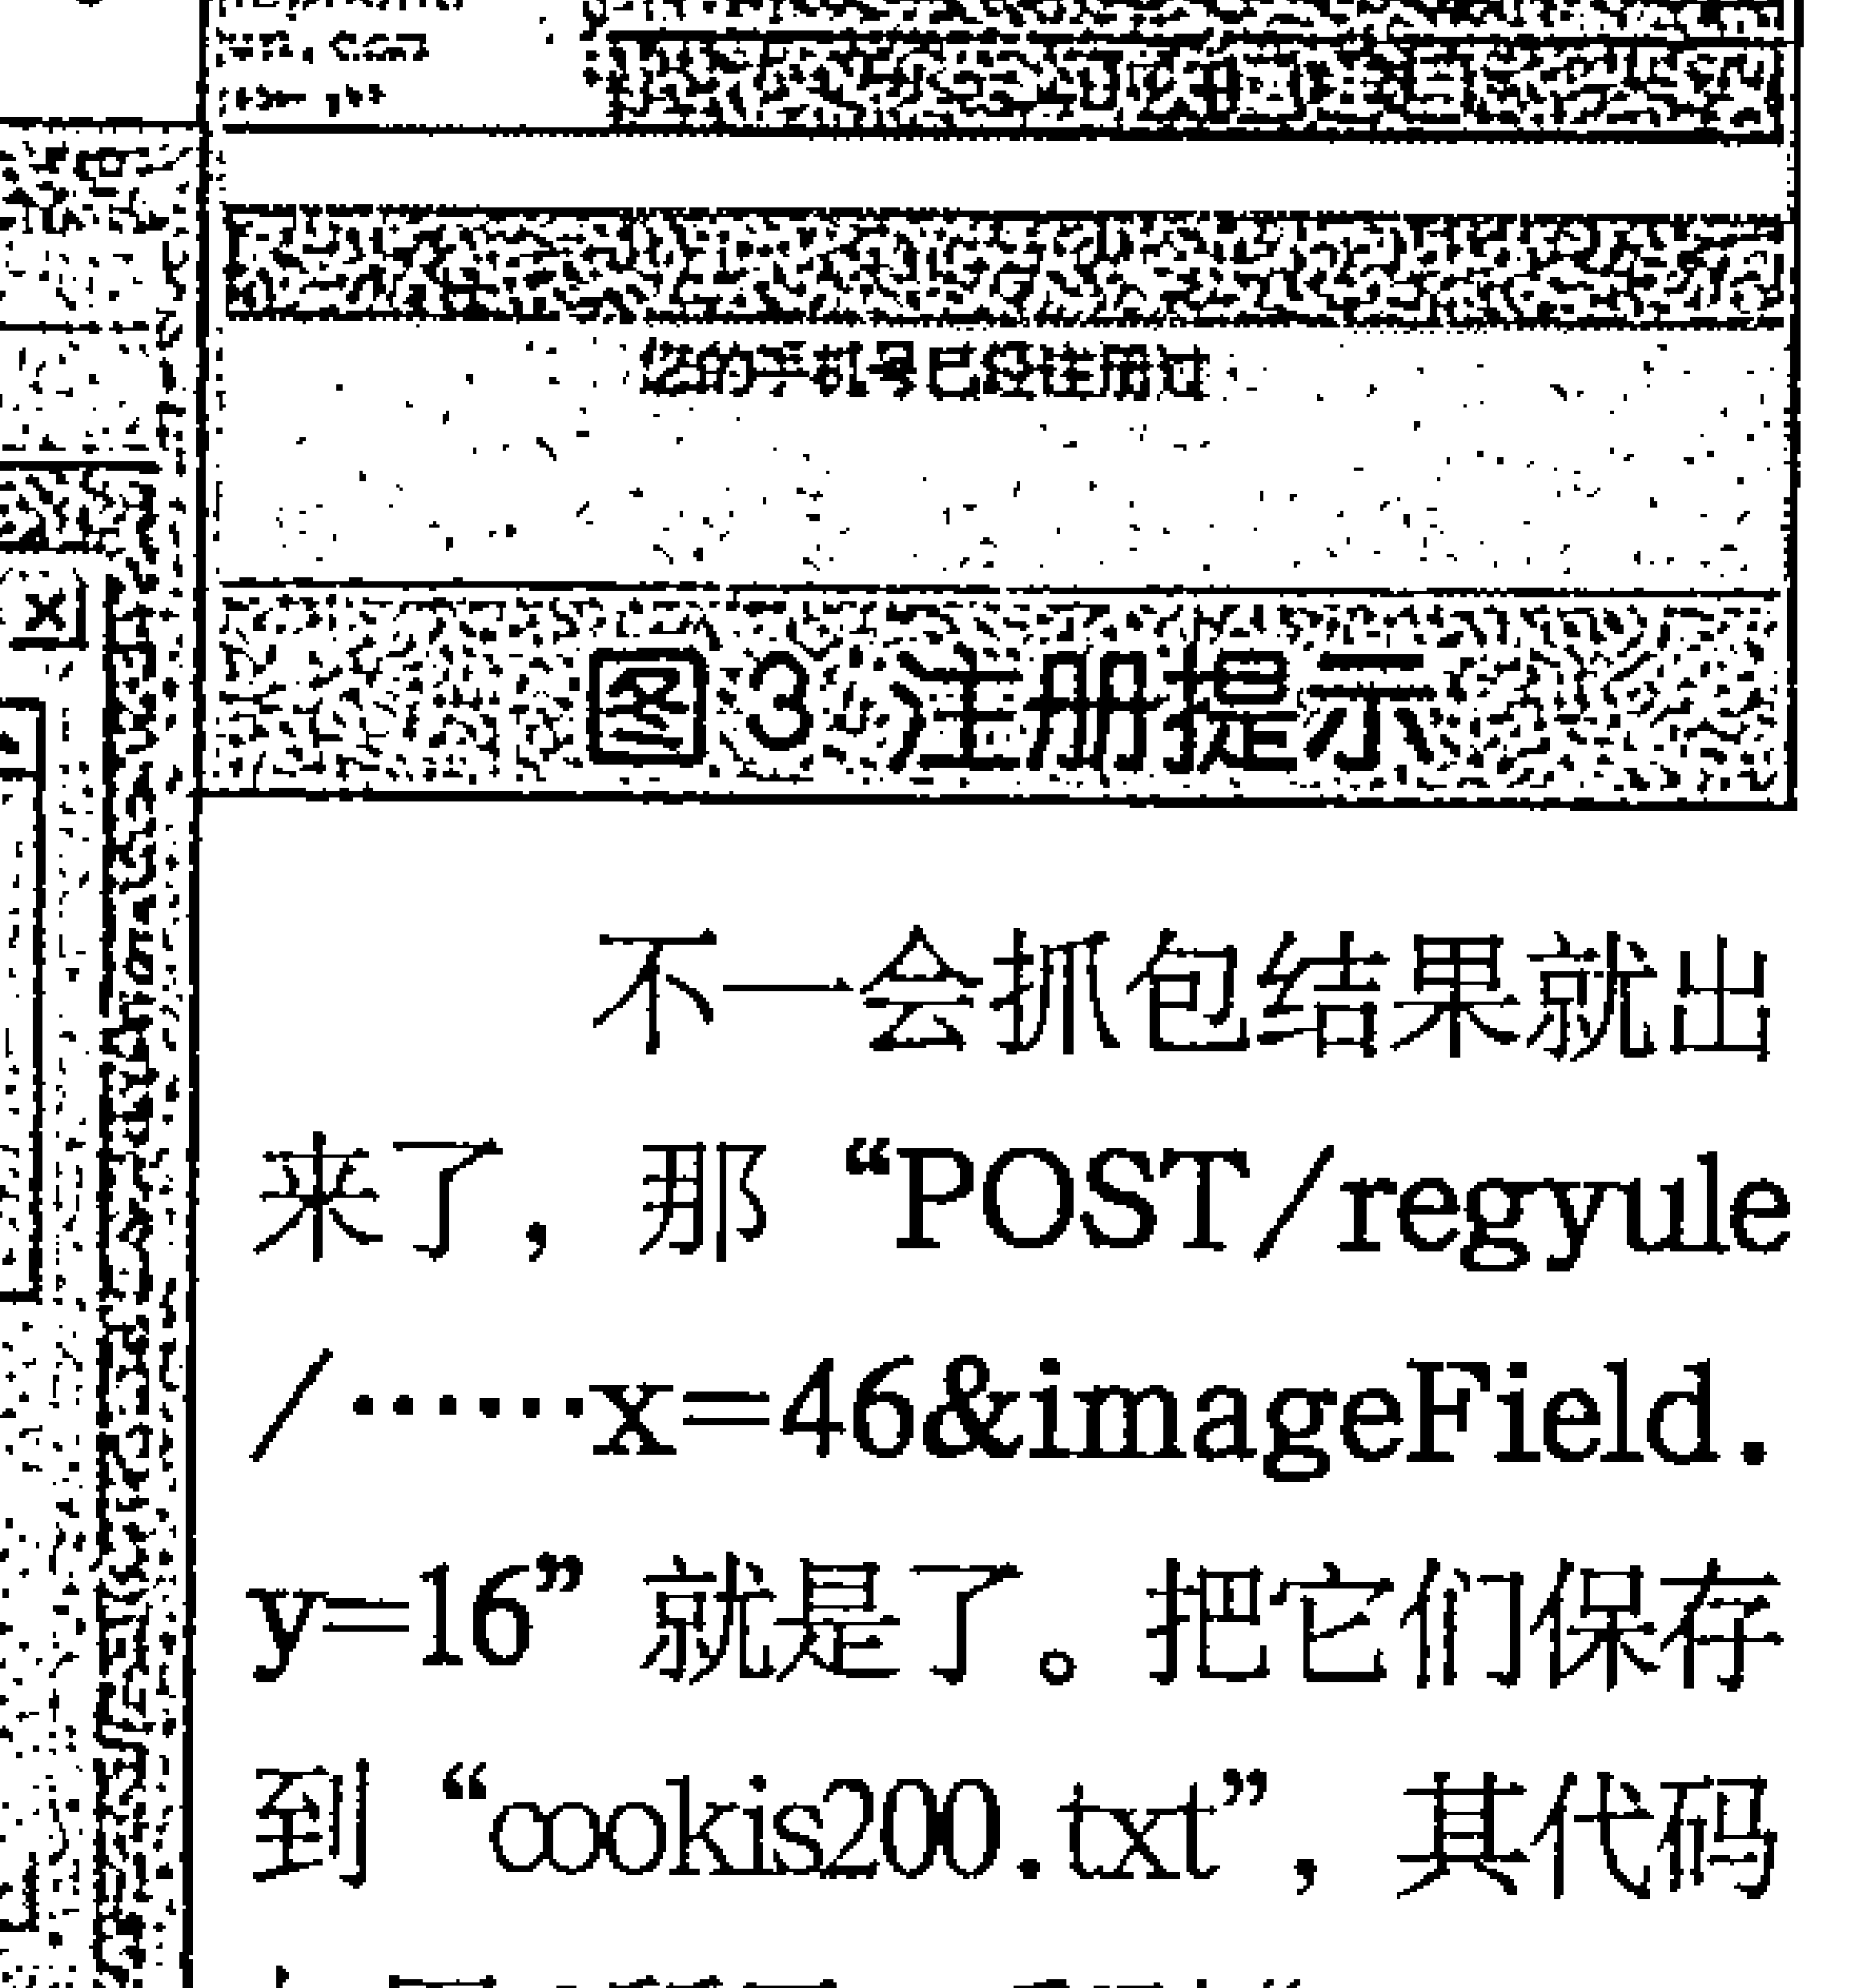 您的手机号已经注册过
图 3 注册提示
不一会抓包结果就出
来了，那 “POST/regyule
/······x=46&imageField.
y=16” 就是了。把它们保存
到 “cookis200.txt”，其代码